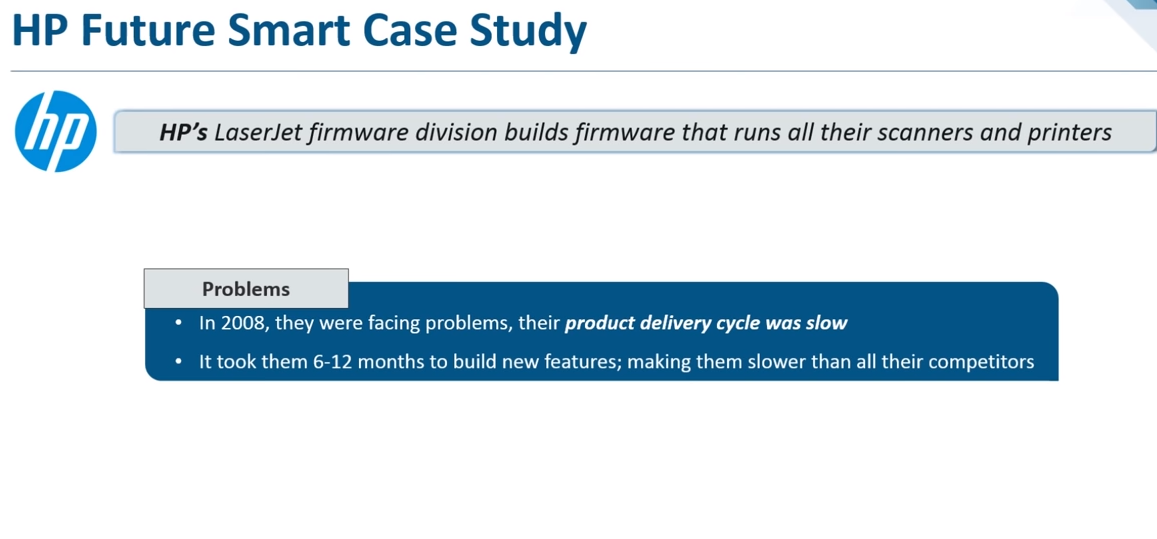 HP Future Smart Case Study
hp
HP's LaserJet firmware division builds firmware that runs all their scanners and printers
Problems
• In 2008, they were facing problems, their product delivery cycle was slow
• It took them 6-12 months to build new features; making them slower than all their competitors